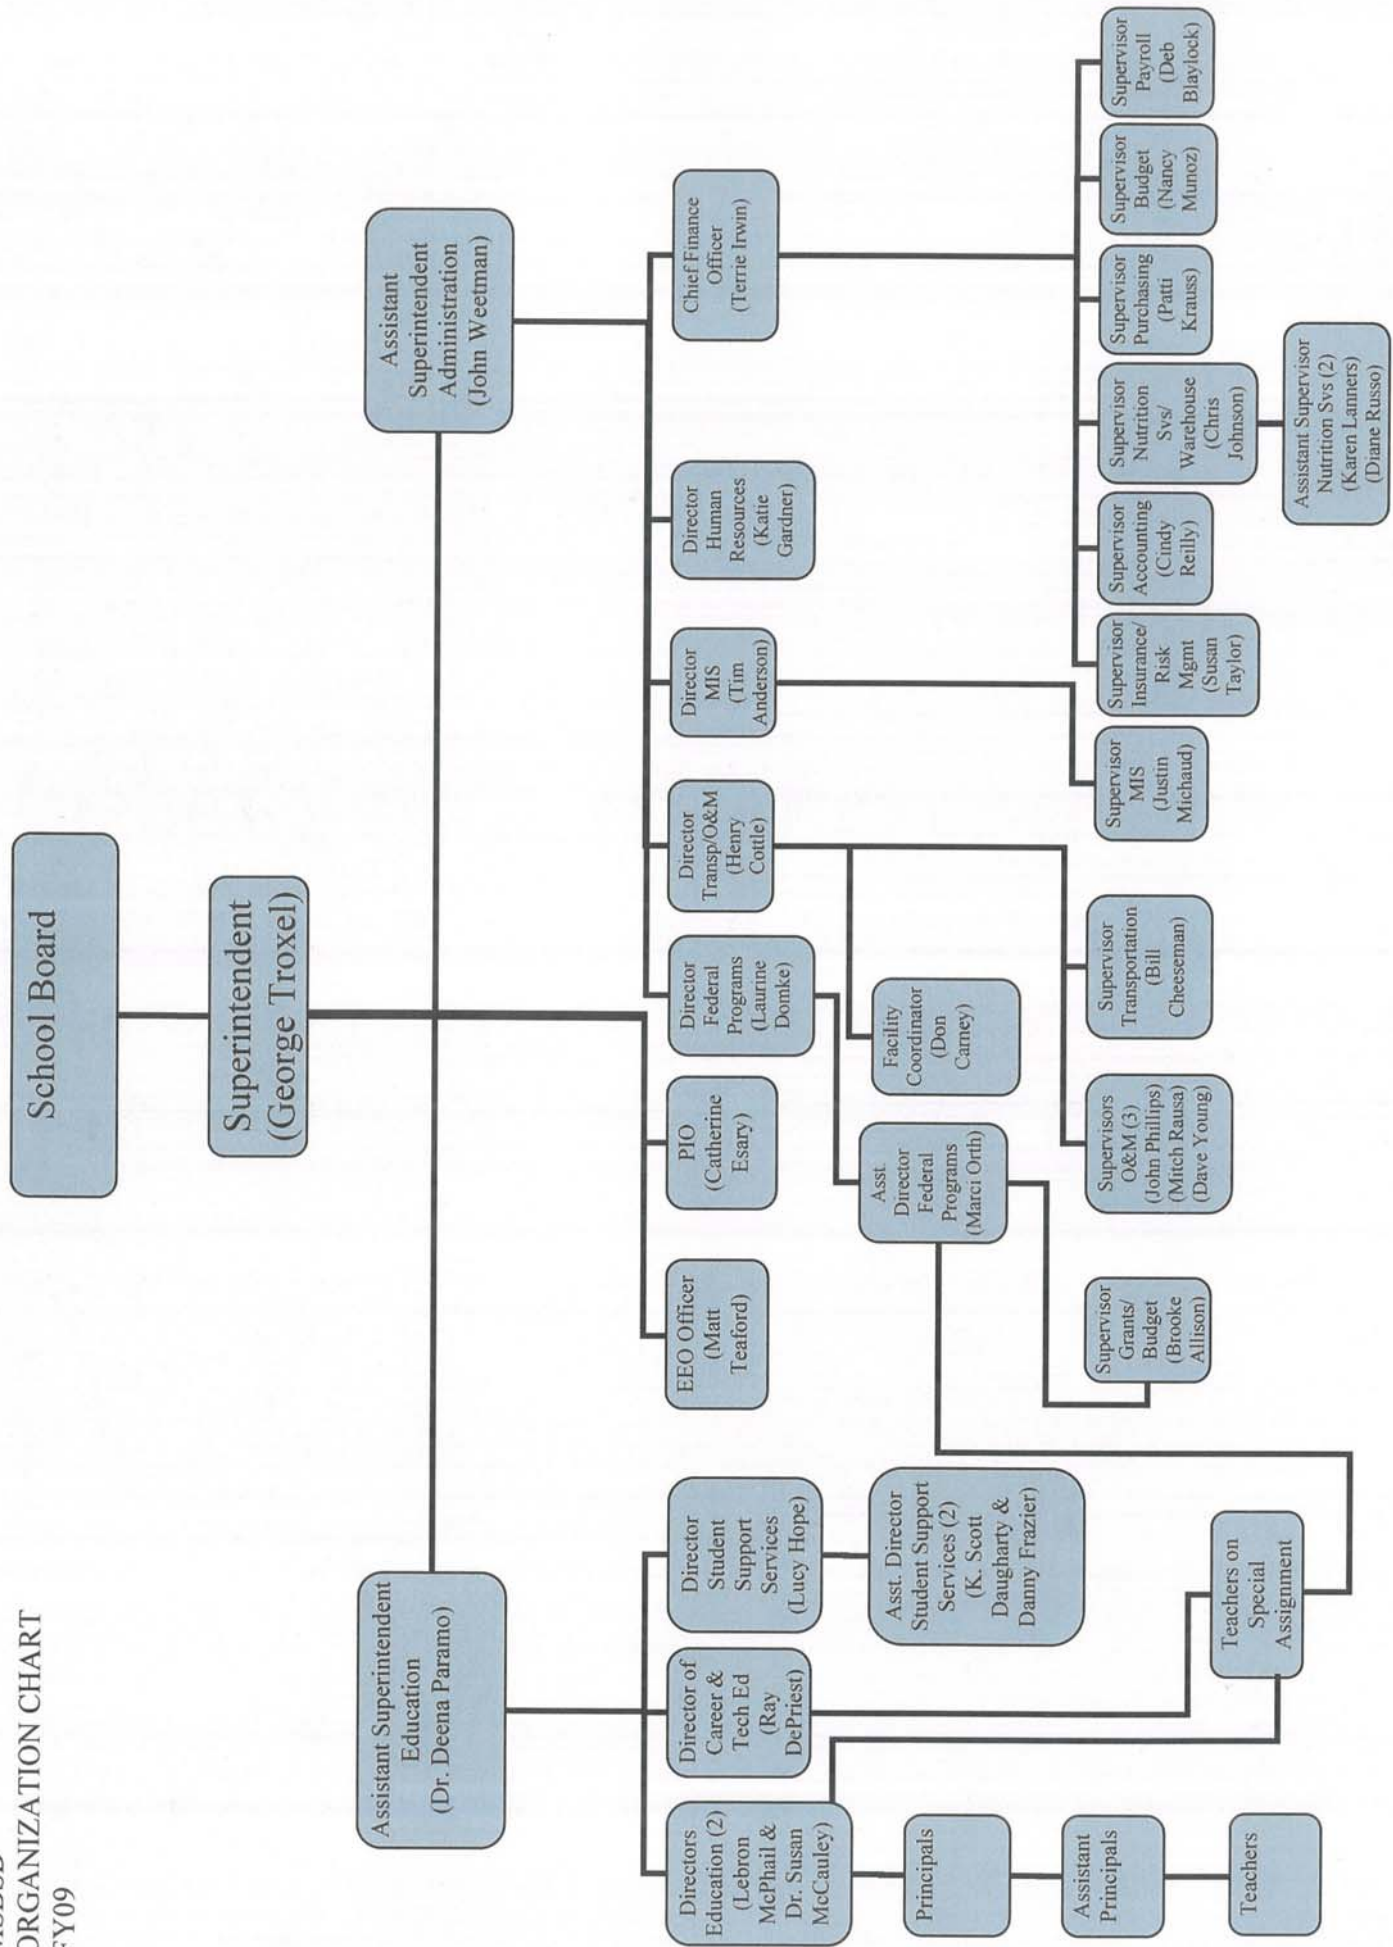 ORGANIZATION CHART
FY09
School Board
Superintendent
(George Troxel)
Assistant Superintendent
Education
(Dr. Deena Paramo)
Assistant
Superintendent
Administration
(John Weetman)
Directors
Education (2)
(Lebron
McPhail &
Dr. Susan
McCauley)
Director of
Career &
Tech Ed
(Ray
DePriest)
Director
Student
Support
Services
(Lucy Hope)
EEO Officer
(Matt
Teaford)
PIO
(Catherine
Esary)
Director
Federal
Programs
(Laurine
Domke)
Director
Transp/O&M
(Henry
Cottle)
Director
MIS
(Tim
Anderson)
Director
Human
Resources
(Katie
Gardner)
Chief Finance
Officer
(Terrie Irwin)
Principals
Asst. Director
Student Support
Services (2)
(K. Scott
Daugharty &
Danny Frazier)
Asst.
Director
Federal
Programs
(Marci Orth)
Facility
Coordinator
(Don
Carney)
Assistant
Principals
Supervisor
Grants/
Budget
(Brooke
Allison)
Supervisors
O&M (3)
(John Phillips)
(Mitch Rausa)
(Dave Young)
Supervisor
Transportation
(Bill
Cheeseman)
Supervisor
MIS
(Justin
Michaud)
Supervisor
Insurance/
Risk
Mgmt
(Susan
Taylor)
Supervisor
Accounting
(Cindy
Reilly)
Supervisor
Nutrition
Svs/
Warehouse
(Chris
Johnson)
Supervisor
Purchasing
(Patti
Krauss)
Supervisor
Budget
(Nancy
Munoz)
Supervisor
Payroll
(Deb
Blaylock)
Teachers
Teachers on
Special
Assignment
Assistant Supervisor
Nutrition Svs (2)
(Karen Lanners)
(Diane Russo)